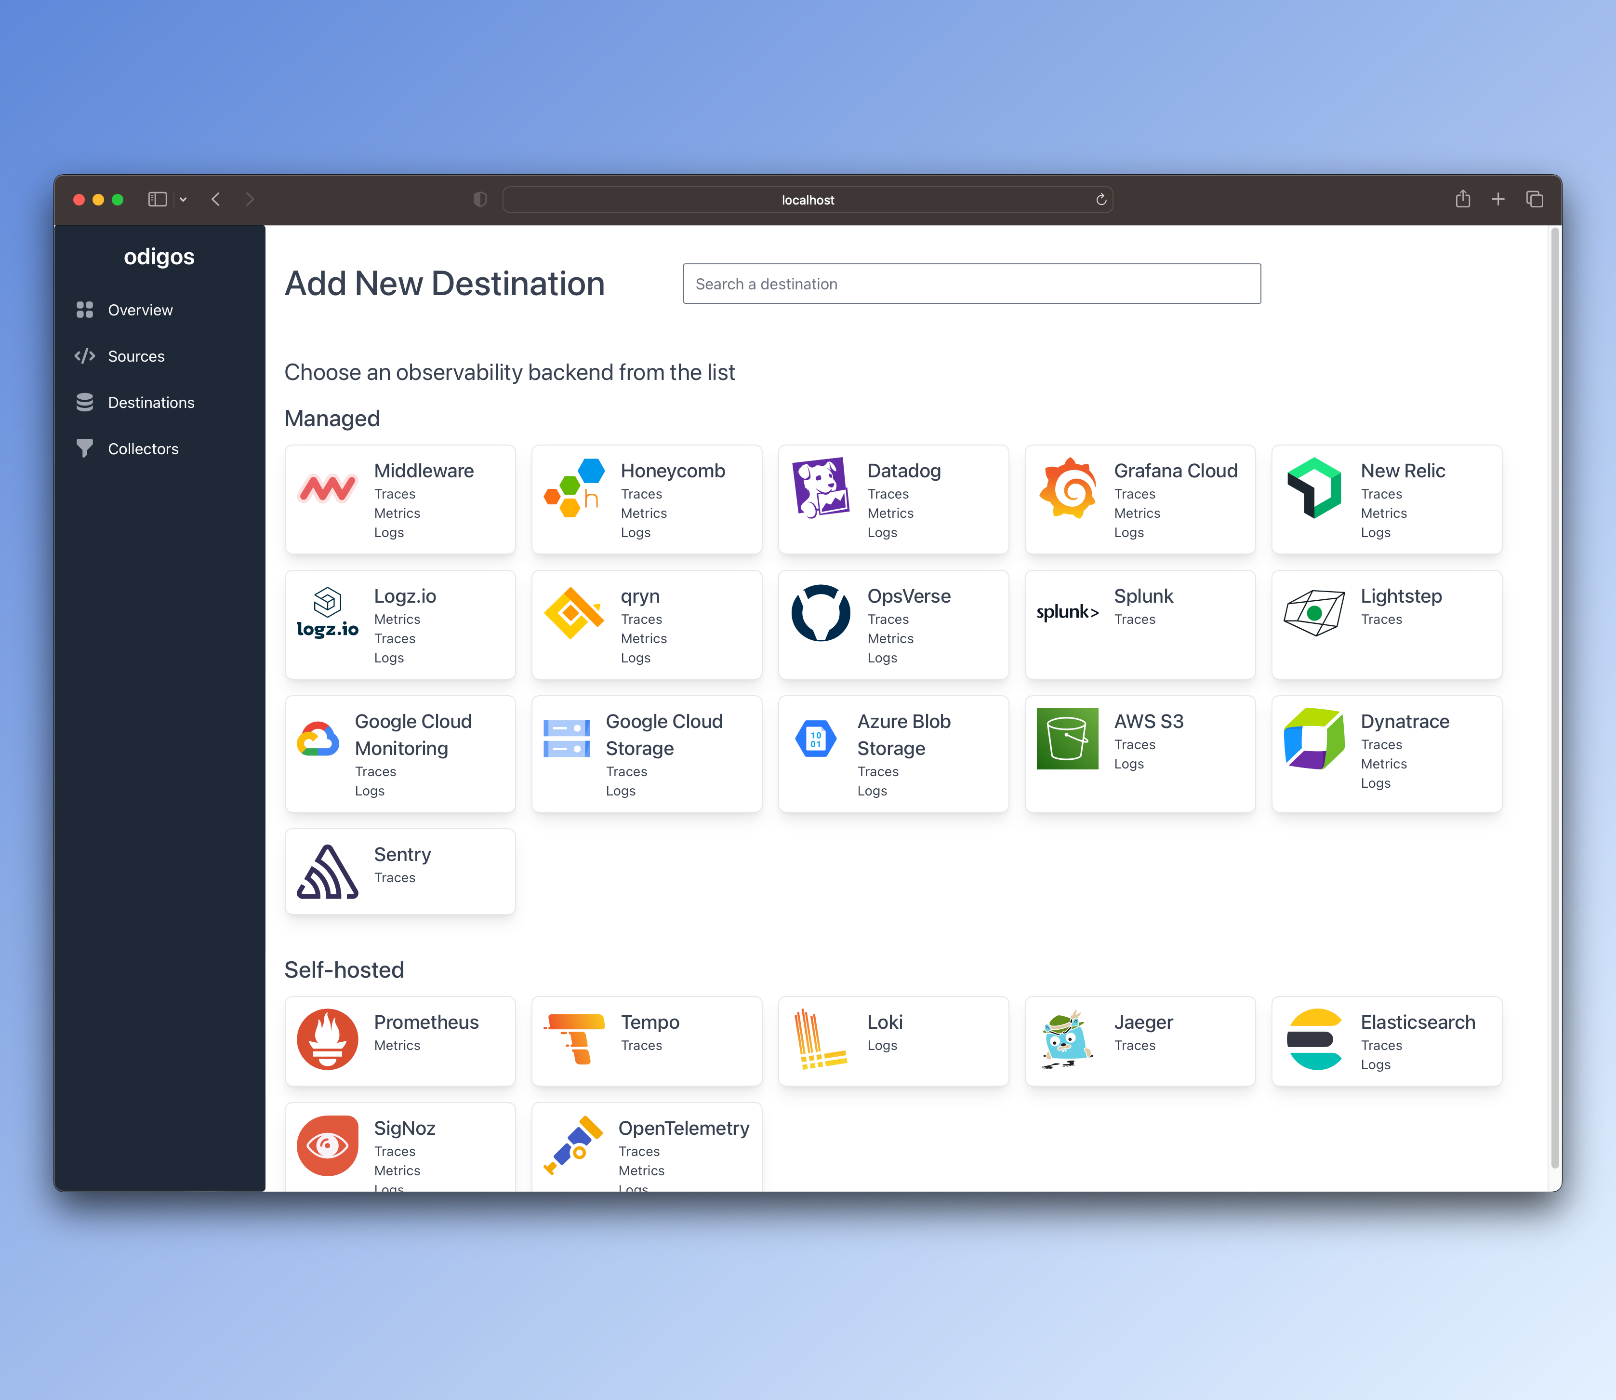 localhost
odigos
Overview
Sources
Destinations
Collectors
Add New Destination
Search a destination
Choose an observability backend from the list
Managed
Middleware
Traces
Metrics
Logs
h
Honeycomb
Traces
Metrics
Logs
Datadog
Traces
Metrics
Logs
Grafana Cloud
Traces
Metrics
Logs
New Relic
Traces
Metrics
Logs
logz.io
Logz.io
Metrics
Traces
Logs
qryn
Traces
Metrics
Logs
OpsVerse
Traces
Metrics
Logs
splunk>
Splunk
Traces
Lightstep
Traces
Google Cloud
Monitoring
Traces
Logs
Google Cloud
Storage
Traces
Logs
10
01
Azure Blob
Storage
Traces
Logs
AWS S3
Traces
Logs
Dynatrace
Traces
Metrics
Logs
Sentry
Traces
Self-hosted
Prometheus
Metrics
Tempo
Traces
Loki
Logs
Jaeger
Traces
Elasticsearch
Traces
Logs
SigNoz
Traces
Metrics
Logs
OpenTelemetry
Traces
Metrics
Logs